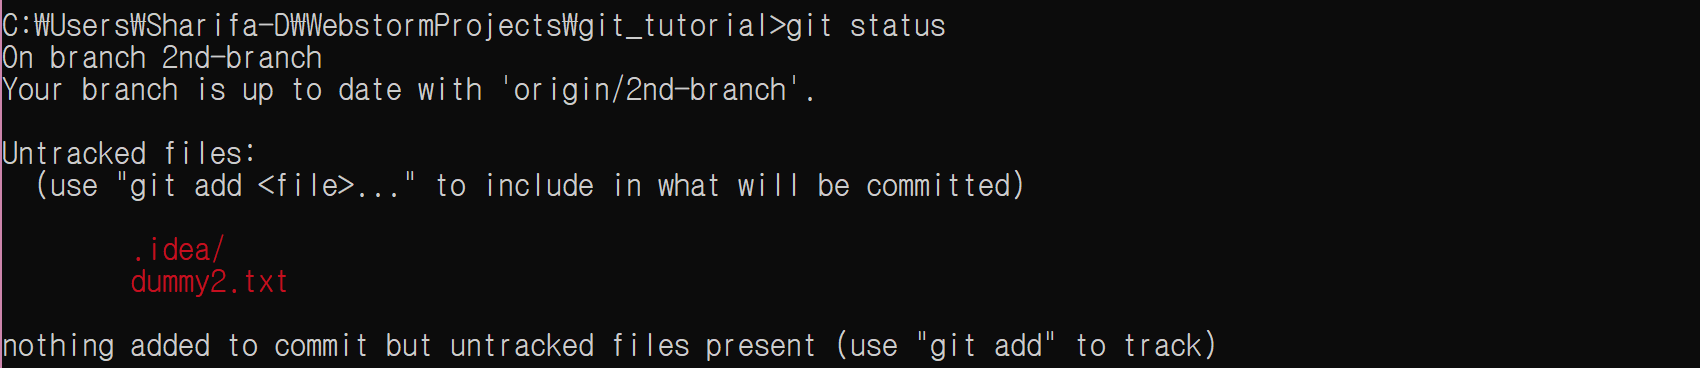 C:₩Users₩Sharifa-D₩WebstormProjects₩git_tutorial>git status
On branch 2nd-branch
Your branch is up to date with 'origin/2nd-branch'.
Untracked files:
(use "git add <file>..." to include in what will be committed)
.idea/
dummy2.txt
nothing added to commit but untracked files present (use "git add" to track)